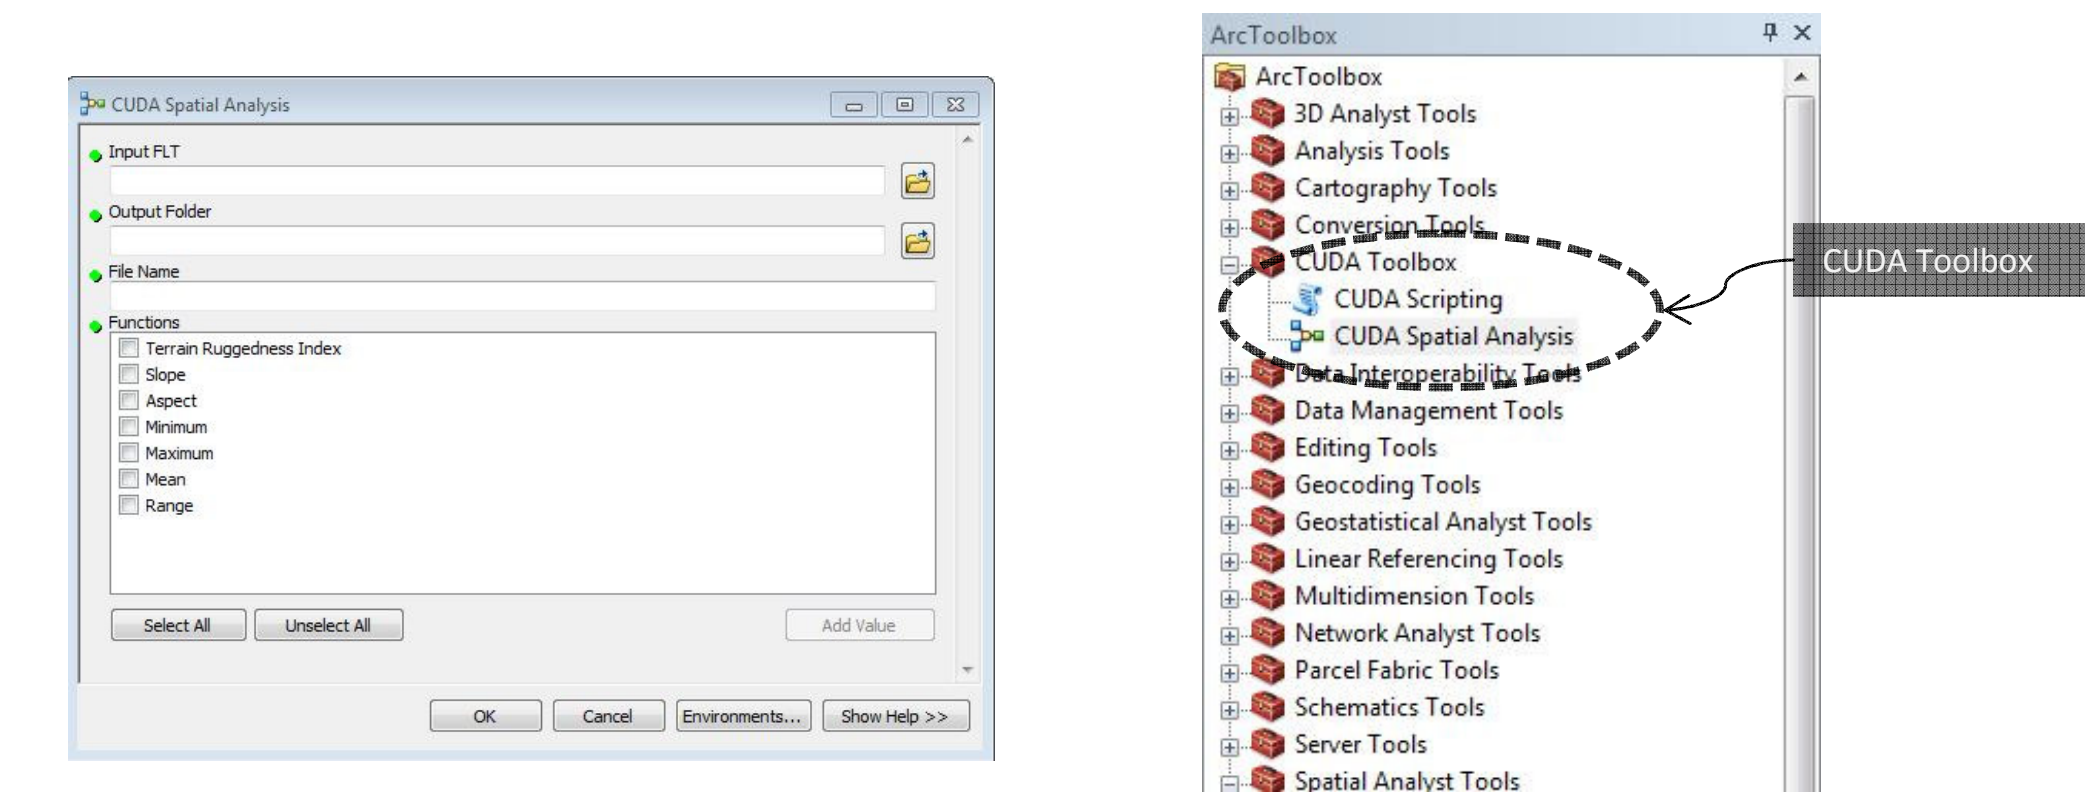 CUDA Spatial Analysis
Input FLT
Output Folder
File Name
Functions
Terrain Ruggedness Index
Slope
Aspect
Minimum
Maximum
Mean
Range
Select All
Unselect All
Add Value
OK
Cancel
Environments...
Show Help >>
ArcToolbox
ArcToolbox
3D Analyst Tools
Analysis Tools
Cartography Tools
Conversion Tools
CUDA Toolbox
CUDA Scripting
CUDA Spatial Analysis
Data Interoperability Tools
Data Management Tools
Editing Tools
Geocoding Tools
Geostatistical Analyst Tools
Linear Referencing Tools
Multidimension Tools
Network Analyst Tools
Parcel Fabric Tools
Schematics Tools
Server Tools
Spatial Analyst Tools
CUDA Toolbox